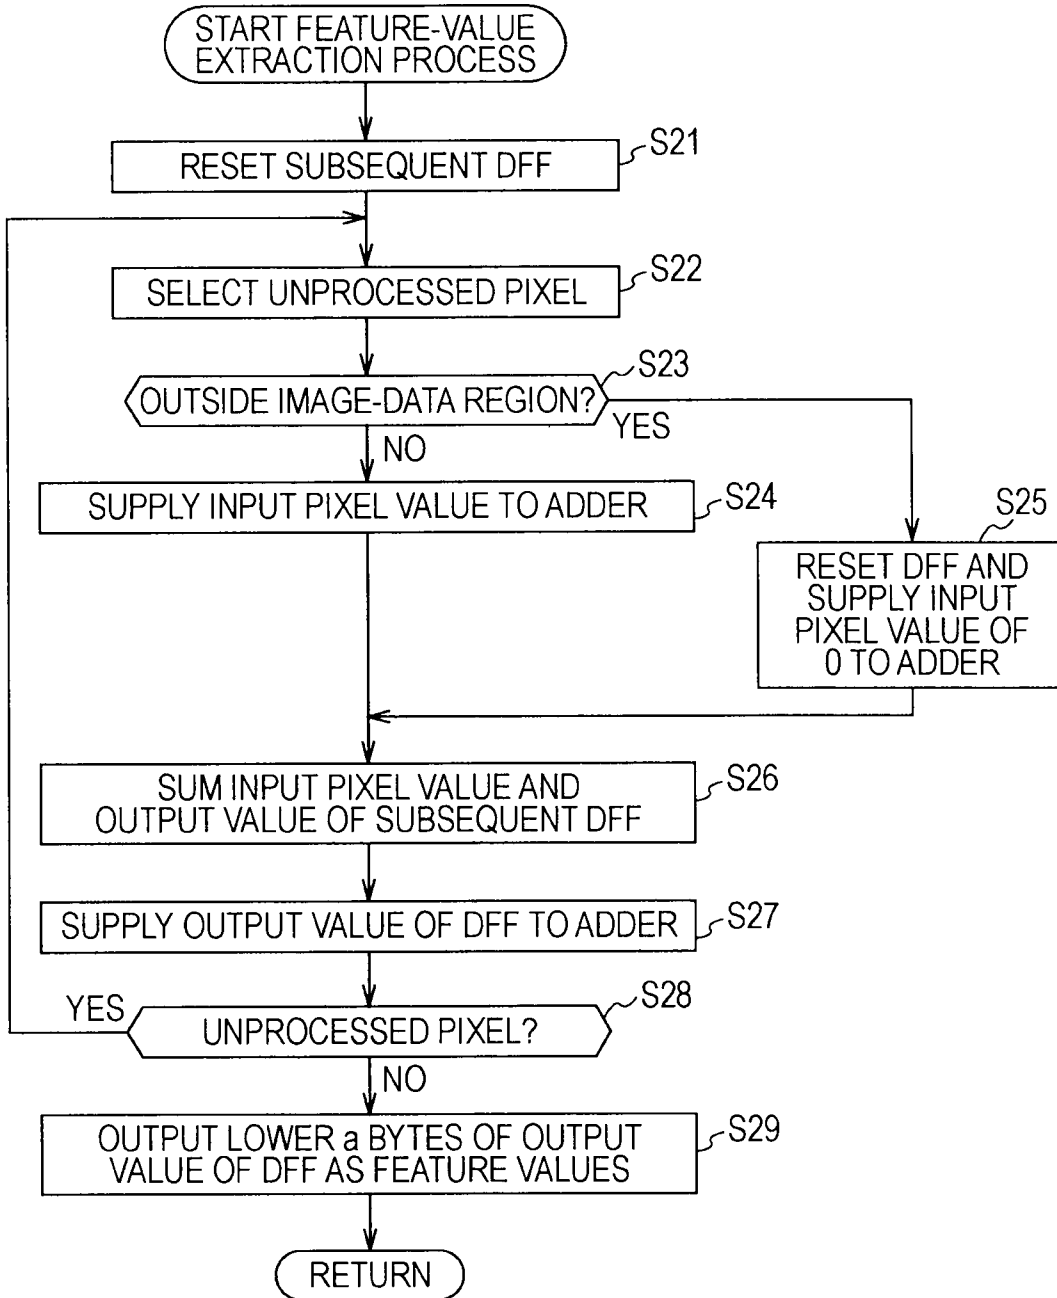 START FEATURE-VALUE
EXTRACTION PROCESS
S21
RESET SUBSEQUENT DFF
S22
SELECT UNPROCESSED PIXEL
S23
OUTSIDE IMAGE-DATA REGION?
YES
NO
SUPPLY INPUT PIXEL VALUE TO ADDER
S24
S25
RESET DFF AND
SUPPLY INPUT
PIXEL VALUE OF
0 TO ADDER
S26
SUM INPUT PIXEL VALUE AND
OUTPUT VALUE OF SUBSEQUENT DFF
S27
SUPPLY OUTPUT VALUE OF DFF TO ADDER
S28
YES
UNPROCESSED PIXEL?
NO
S29
OUTPUT LOWER a BYTES OF OUTPUT
VALUE OF DFF AS FEATURE VALUES
RETURN